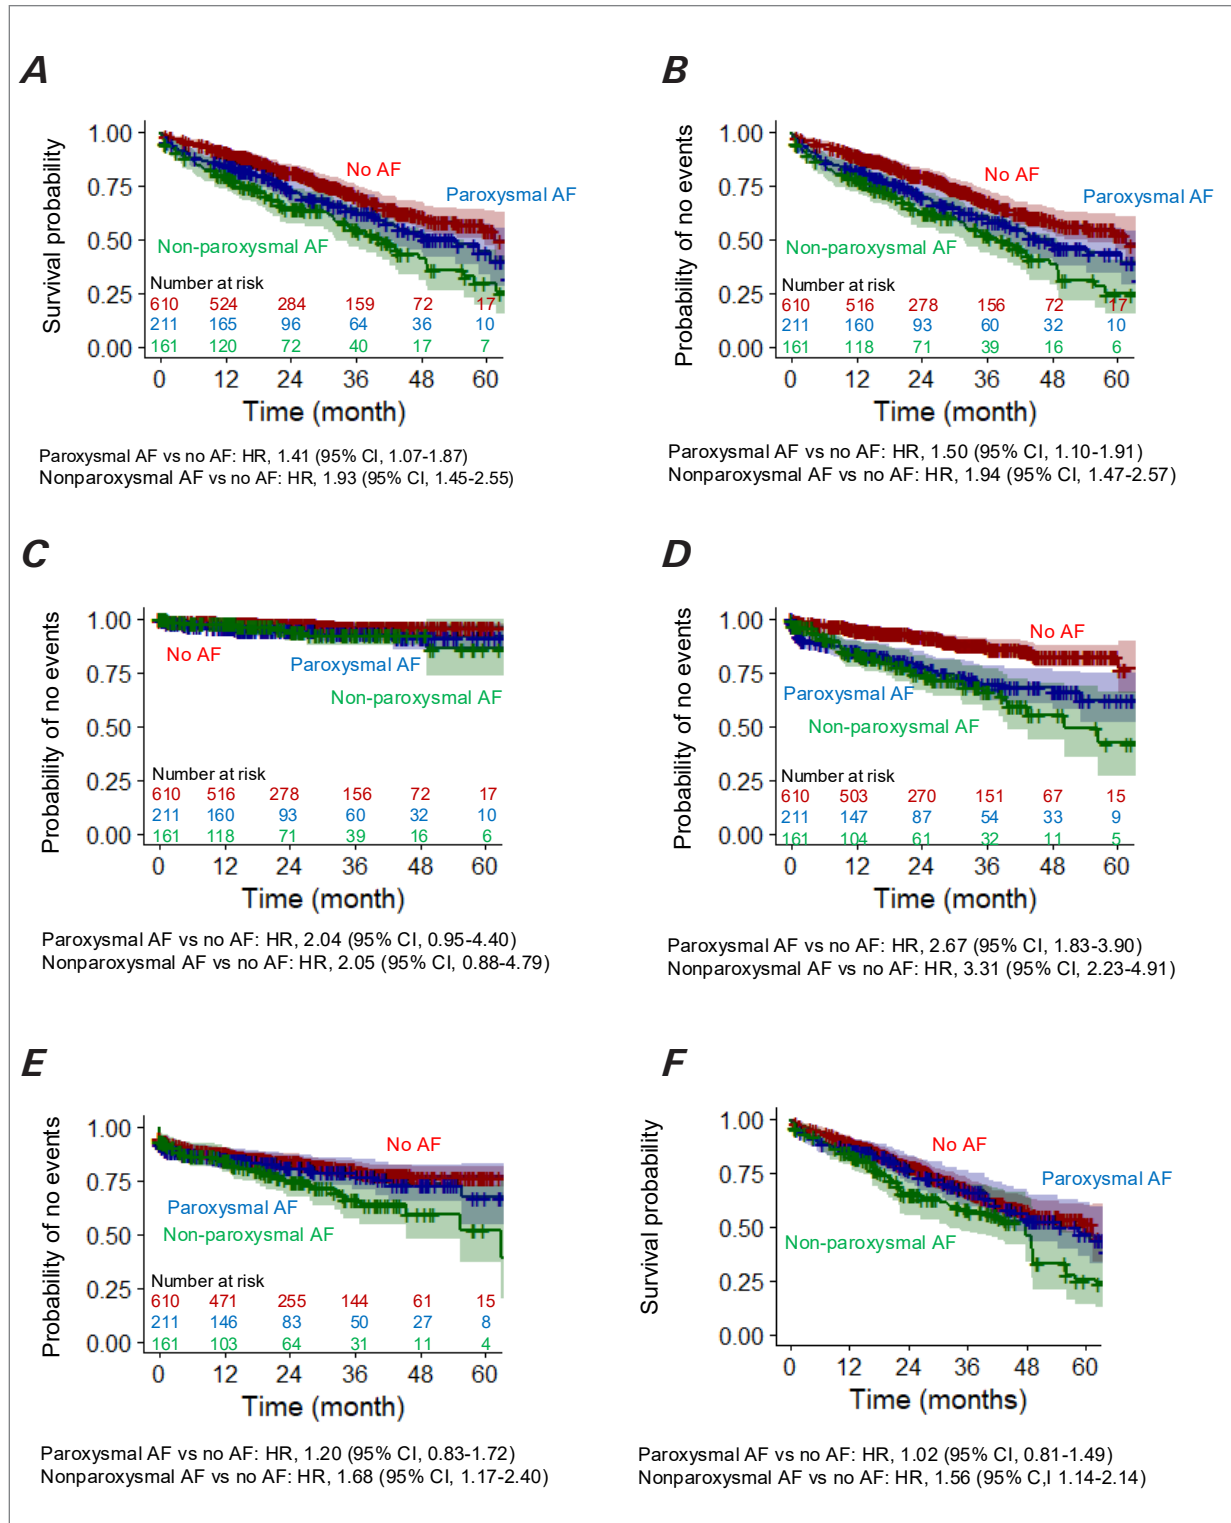 A
Survival probability
1.00
0.75
0.50
0.25
0.00
No AF
Paroxysmal AF
Non-paroxysmal AF
Number at risk
610 524 284 159 72 17
211 165 96 64 36 10
161 120 72 40 17 7
0 12 24 36 48 60
Time (month)
Paroxysmal AF vs no AF: HR, 1.41 (95% CI, 1.07-1.87)
Nonparoxysmal AF vs no AF: HR, 1.93 (95% CI, 1.45-2.55)
B
Probability of no events
1.00
0.75
0.50
0.25
0.00
No AF
Paroxysmal AF
Non-paroxysmal AF
Number at risk
610 516 278 156 72 17
211 160 93 60 32 10
161 118 71 39 16 6
0 12 24 36 48 60
Time (month)
Paroxysmal AF vs no AF: HR, 1.50 (95% CI, 1.10-1.91)
Nonparoxysmal AF vs no AF: HR, 1.94 (95% CI, 1.47-2.57)
C
Probability of no events
1.00
0.75
0.50
0.25
0.00
No AF
Paroxysmal AF
Non-paroxysmal AF
Number at risk
610 516 278 156 72 17
211 160 93 60 32 10
161 118 71 39 16 6
0 12 24 36 48 60
Time (month)
Paroxysmal AF vs no AF: HR, 2.04 (95% CI, 0.95-4.40)
Nonparoxysmal AF vs no AF: HR, 2.05 (95% CI, 0.88-4.79)
D
Probability of no events
1.00
0.75
0.50
0.25
0.00
No AF
Paroxysmal AF
Non-paroxysmal AF
Number at risk
610 503 270 151 67 15
211 147 87 54 33 9
161 104 61 32 11 5
0 12 24 36 48 60
Time (month)
Paroxysmal AF vs no AF: HR, 2.67 (95% CI, 1.83-3.90)
Nonparoxysmal AF vs no AF: HR, 3.31 (95% CI, 2.23-4.91)
E
Probability of no events
1.00
0.75
0.50
0.25
0.00
No AF
Paroxysmal AF
Non-paroxysmal AF
Number at risk
610 471 255 144 61 15
211 146 83 50 27 8
161 103 64 31 11 4
0 12 24 36 48 60
Time (month)
Paroxysmal AF vs no AF: HR, 1.20 (95% CI, 0.83-1.72)
Nonparoxysmal AF vs no AF: HR, 1.68 (95% CI, 1.17-2.40)
F
Survival probability
1.00
0.75
0.50
0.25
0.00
No AF
Paroxysmal AF
Non-paroxysmal AF
0 12 24 36 48 60
Time (months)
Paroxysmal AF vs no AF: HR, 1.02 (95% CI, 0.81-1.49)
Nonparoxysmal AF vs no AF: HR, 1.56 (95% C,I 1.14-2.14)